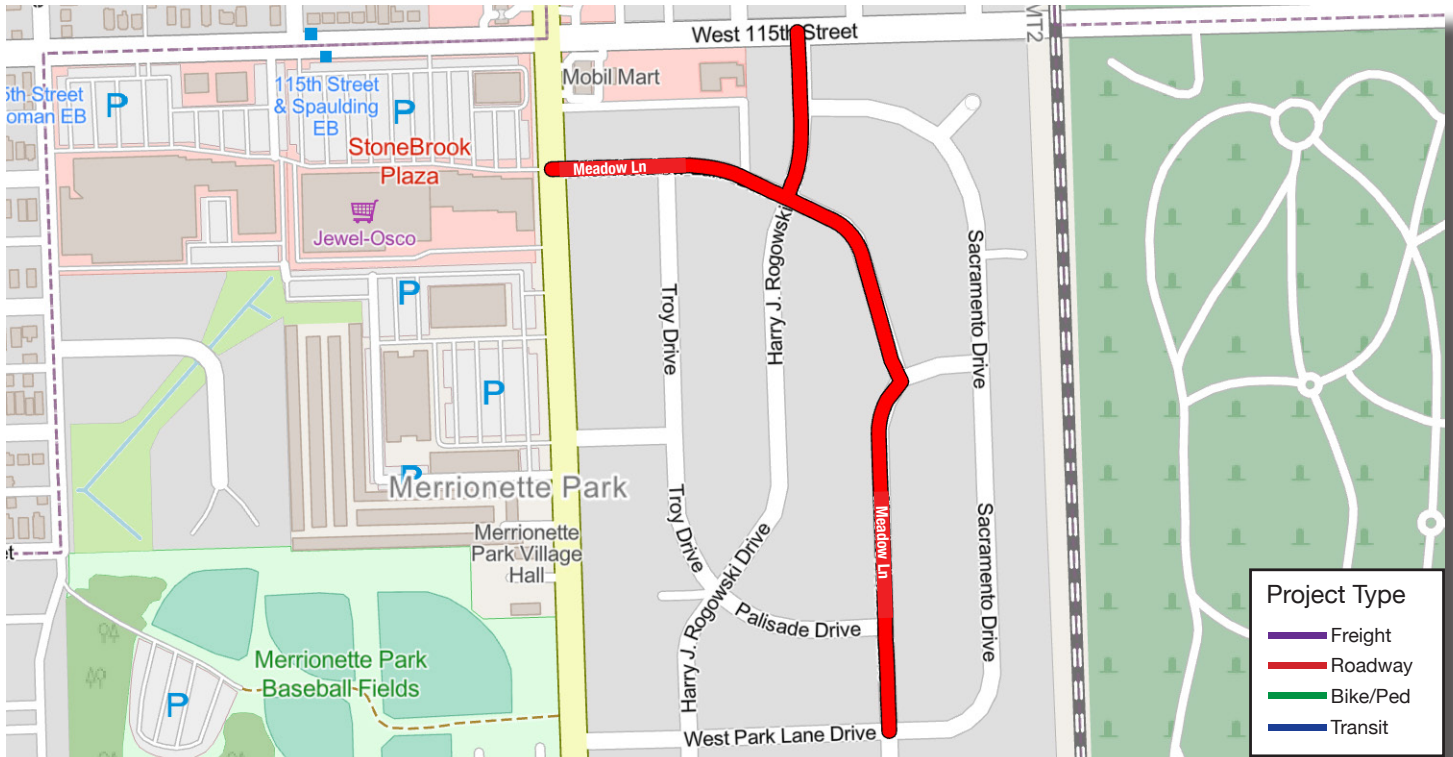 West 115th Street
MT2
Mobil Mart
5th Street
oman EB
P
115th Street
& Spaulding
EB
P
StoneBrook
Plaza
Meadow Ln
Jewel-Osco
Troy Drive
Harry J. Rogowski
Sacramento Drive
P
P
P
Merrionette Park
Merrionette
Park Village
Hall
Troy Drive
Harry J. Rogowski Drive
Meadow Ln
Sacramento Drive
Palisade Drive
Merrionette Park
Baseball Fields
P
West Park Lane Drive
Project Type
Freight
Roadway
Bike/Ped
Transit